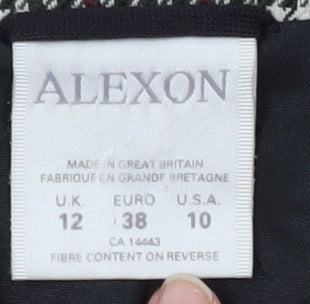 ALEXON
MADE IN GREAT BRITAIN
FABRIQUE EN GRANDE BRETAGNE
U.K. EURO U.S.A.
12 38 10
CA 14443
FIBRE CONTENT ON REVERSE